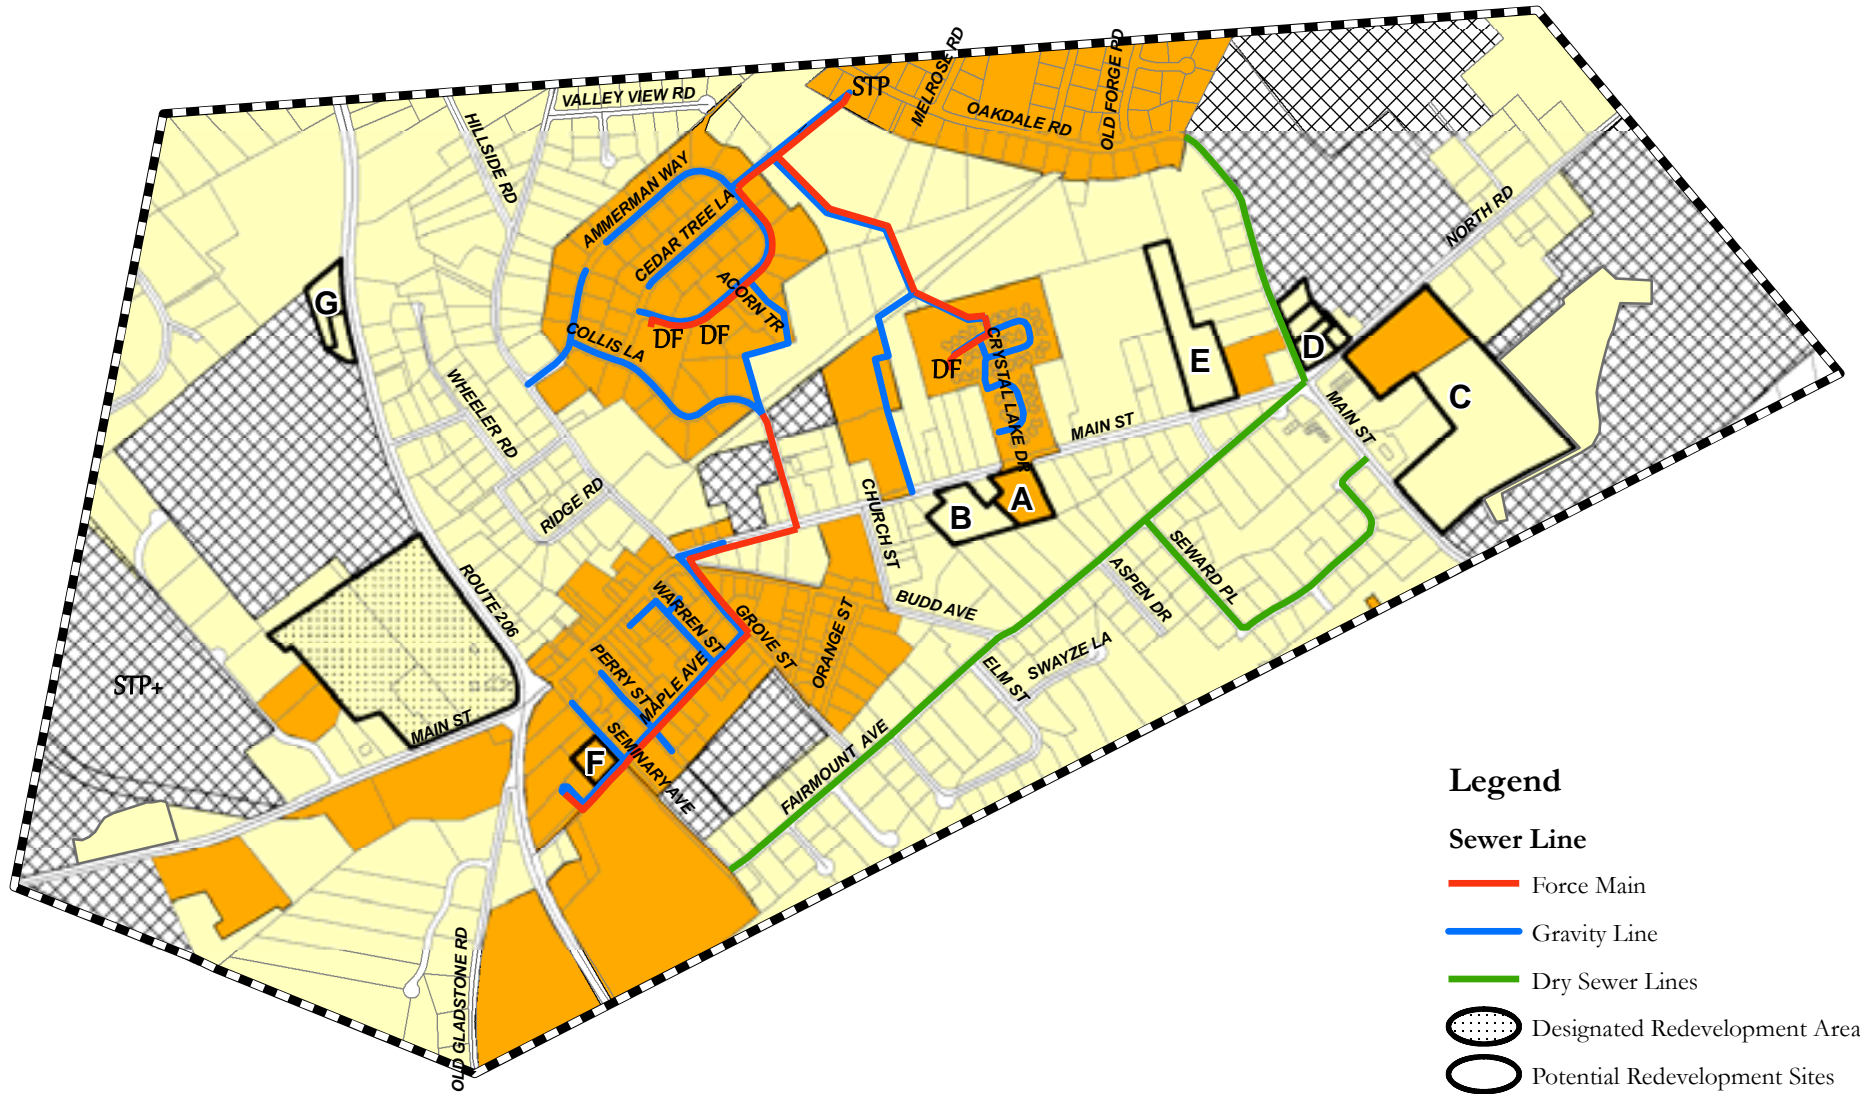 MELROSE RD
OLD FORGE RD
STP
VALLEY VIEW RD
OAKDALE RD
HILLSIDE RD
AMMERMAN WAY
CEDAR TREE LA
NORTH RD
G
ACORN TR
COLLIS LA
DF
DF
DF
CRYSTAL LAKE DR
E
D
C
WHEELER RD
MAIN ST
MAIN ST
RIDGE RD
CHURCH ST
B
A
ROUTE 206
WARREN ST
GROVE ST
ORANGE ST
BUDD AVE
ASPEN DR
SEWARD PL
PERRY ST
MAPLE AVE
ELM ST
SWAYZE LA
STP+
MAIN ST
SEMINARY AVE
F
FAIRMOUNT AVE
OLD GLADSTONE RD
Legend
Sewer Line
Force Main
Gravity Line
Dry Sewer Lines
Designated Redevelopment Area
Potential Redevelopment Sites